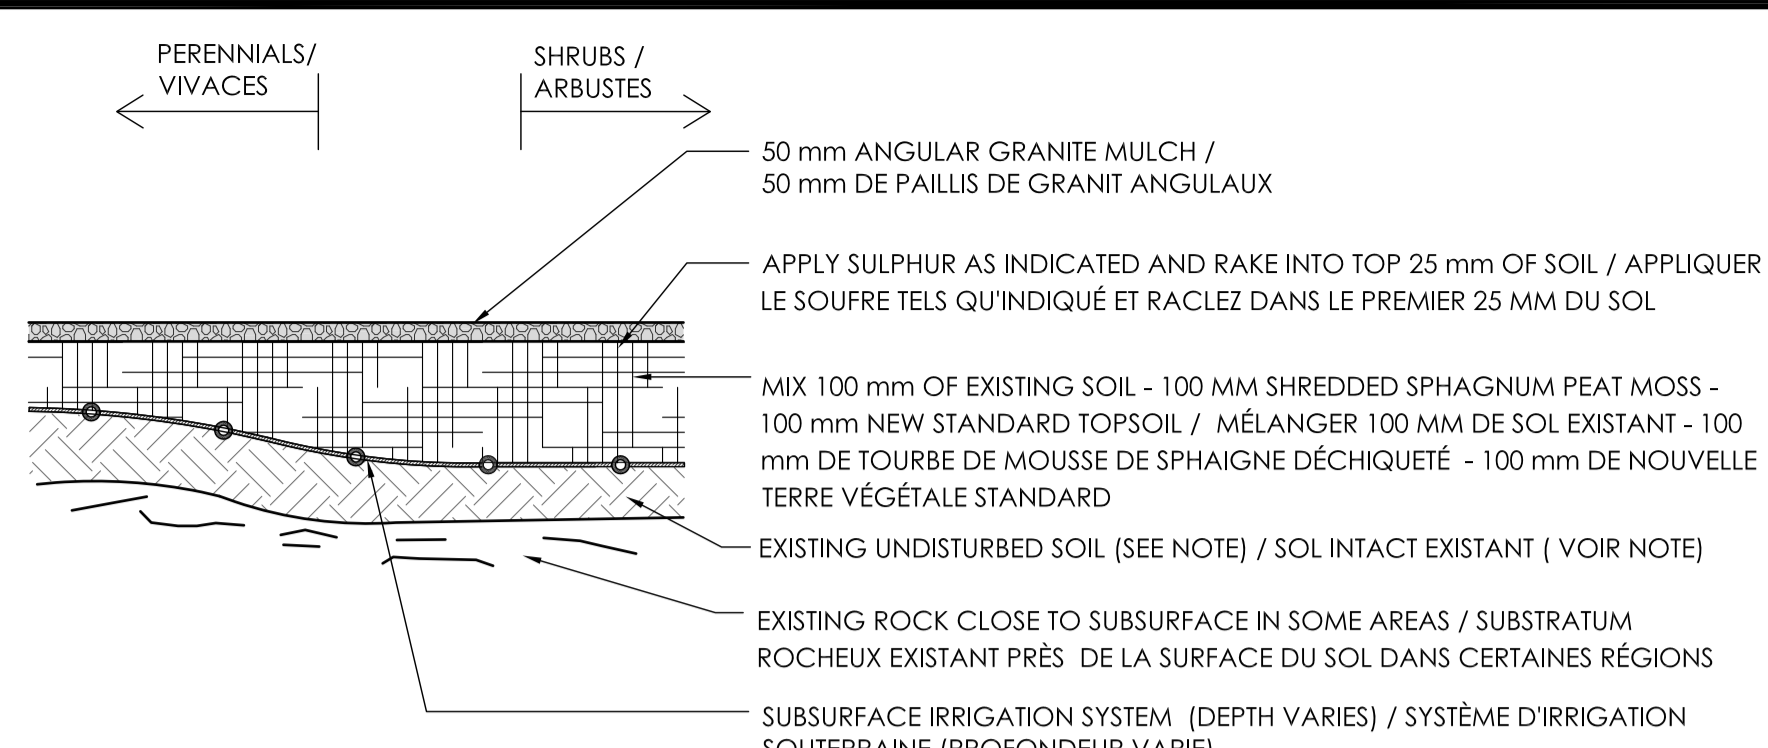 PERENNIALS/
VIVACES
SHRUBS /
ARBUSTES
50 mm ANGULAR GRANITE MULCH /
50 mm DE PAILLIS DE GRANIT ANGULAUX
APPLY SULPHUR AS INDICATED AND RAKE INTO TOP 25 mm OF SOIL / APPLIQUER
LE SOUFRE TELS QU'INDIQUÉ ET RACLEZ DANS LE PREMIER 25 MM DU SOL
MIX 100 mm OF EXISTING SOIL - 100 MM SHREDDED SPHAGNUM PEAT MOSS -
100 mm NEW STANDARD TOPSOIL / MÉLANGER 100 MM DE SOL EXISTANT - 100
mm DE TOURBE DE MOUSSE DE SPHAIGNE DÉCHIQUETÉ - 100 mm DE NOUVELLE
TERRE VÉGÉTALE STANDARD
EXISTING UNDISTURBED SOIL (SEE NOTE) / SOL INTACT EXISTANT ( VOIR NOTE)
EXISTING ROCK CLOSE TO SUBSURFACE IN SOME AREAS / SUBSTRATUM
ROCHEUX EXISTANT PRÈS DE LA SURFACE DU SOL DANS CERTAINES RÉGIONS
SUBSURFACE IRRIGATION SYSTEM (DEPTH VARIES) / SYSTÈME D'IRRIGATION
SOUTERRAINE (PROFONDEUR VARIE)